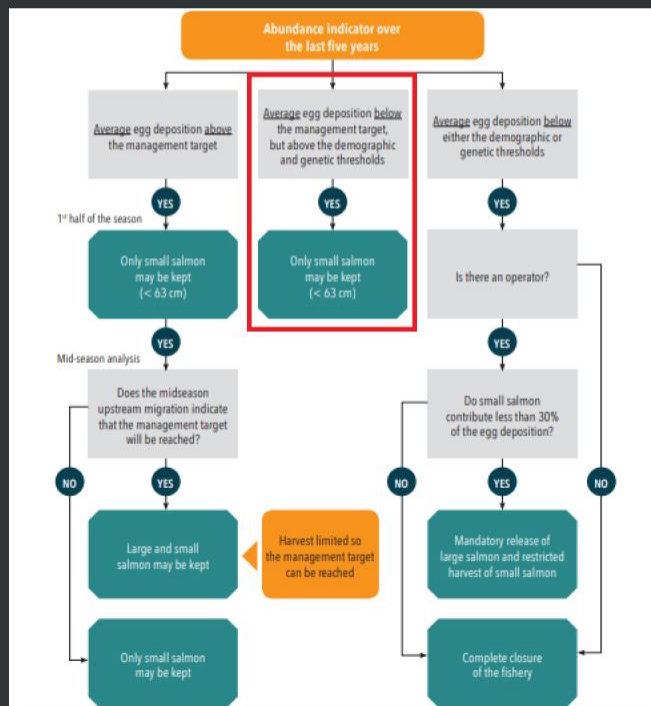 Abundance indicator over
the last five years
Average egg deposition above
the management target
Average egg deposition below
the management target,
but above the demographic
and genetic thresholds
Average egg deposition below
either the demographic or
genetic thresholds
YES
YES
YES
1st half of the season
Only small salmon
may be kept
(< 63 cm)
Only small salmon
may be kept
(< 63 cm)
Is there an operator?
YES
YES
Mid-season analysis
Does the midseason
upstream migration indicate
that the management target
will be reached?
Do small salmon
contribute less than 30%
of the egg deposition?
NO
YES
NO
YES
NO
Large and small
salmon may be kept
Harvest limited so
the management target
can be reached
Mandatory release of
large salmon and restricted
harvest of small salmon
Only small salmon
may be kept
Complete closure
of the fishery